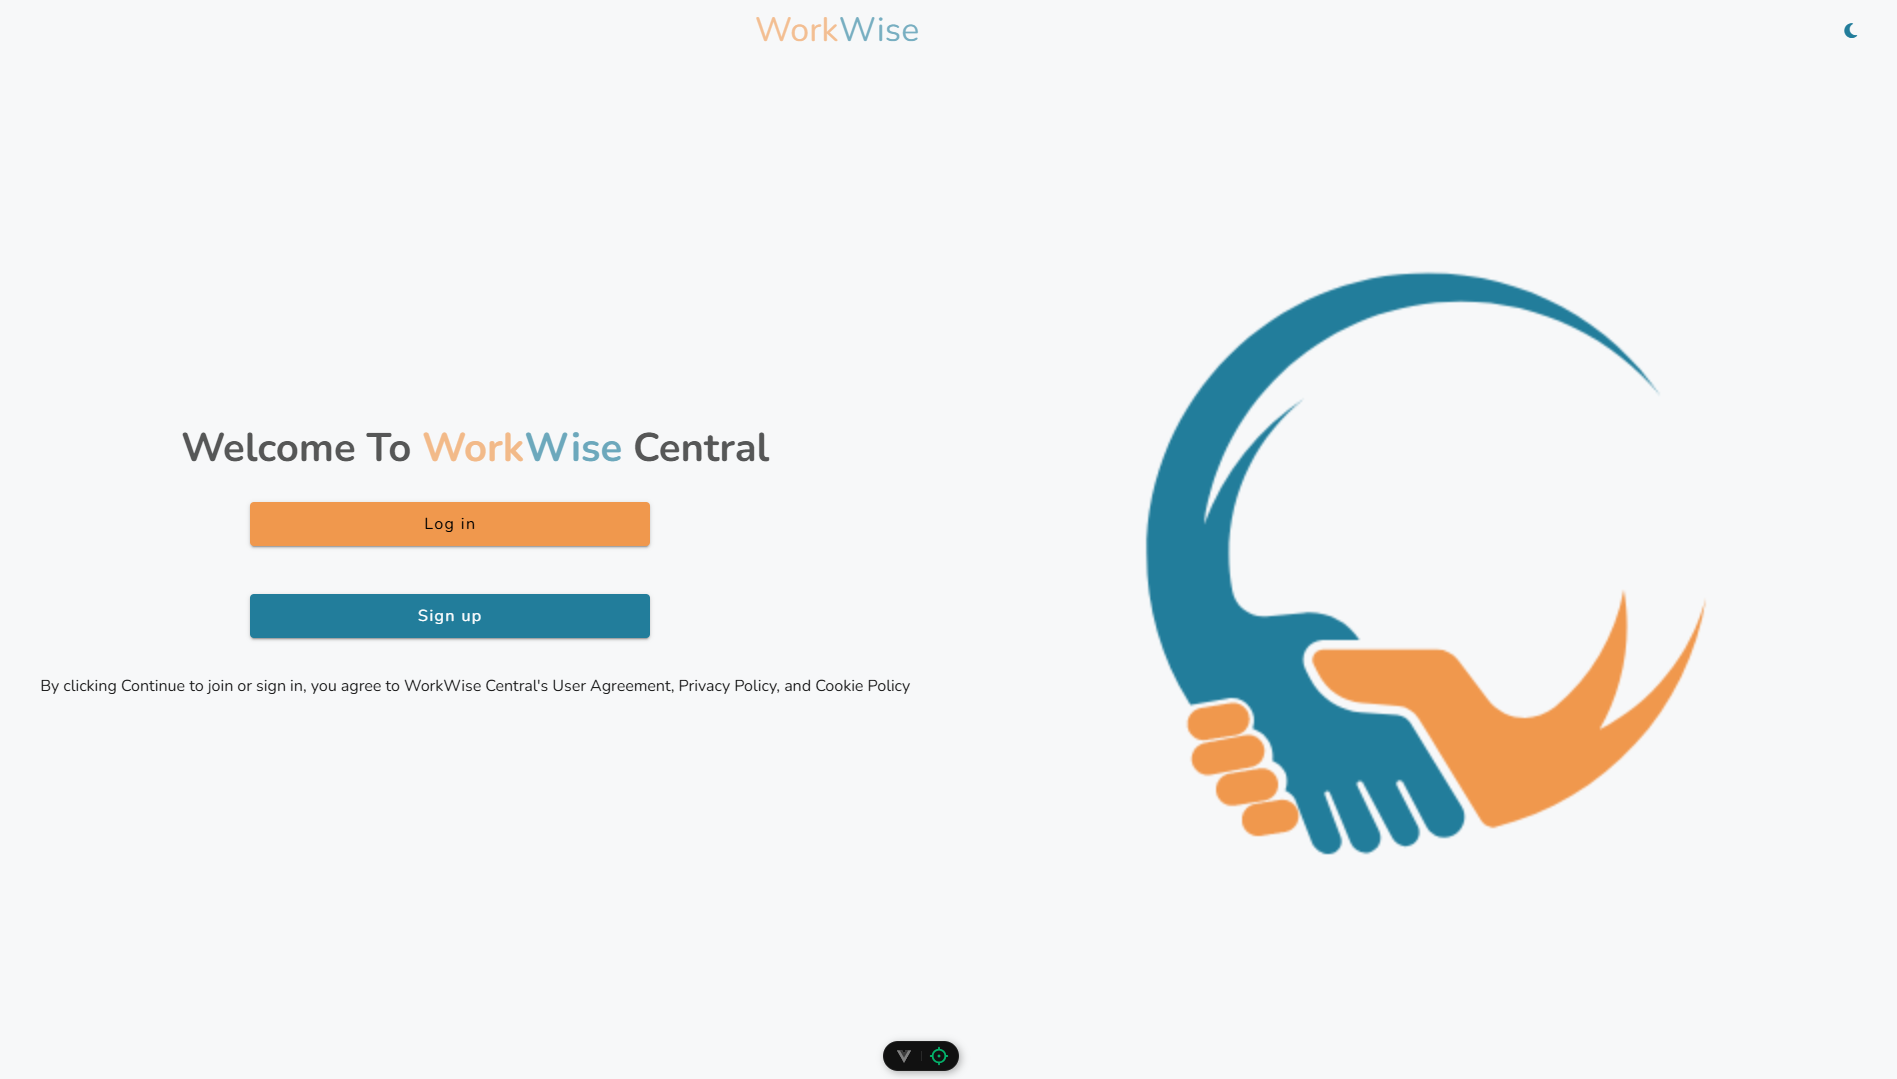 WorkWise
Welcome To WorkWise Central
Log in
Sign up
By clicking Continue to join or sign in, you agree to WorkWise Central's User Agreement, Privacy Policy, and Cookie Policy